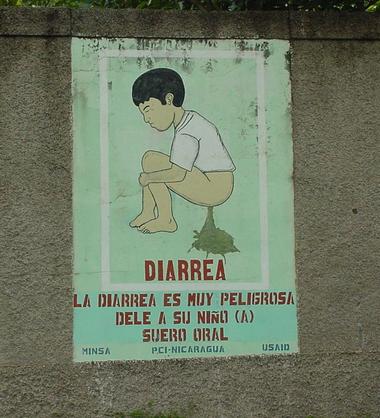 DIARREA
LA DIARREA ES MUY PELIGROSA
DELE A SU NIÑO (A)
SUERO ORAL
MINSA PCI-NICARAGUA USAID